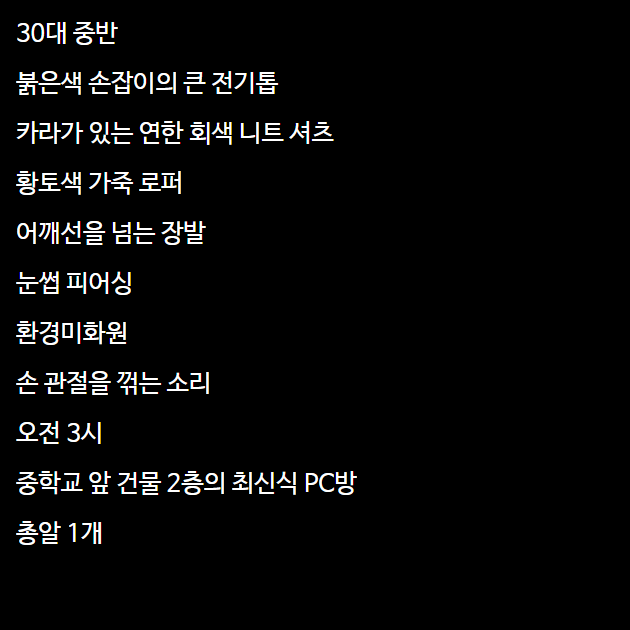 30대 중반
붉은색 손잡이의 큰 전기톱
카라가 있는 연한 회색 니트 셔츠
황토색 가죽 로퍼
어깨선을 넘는 장발
눈썹 피어싱
환경미화원
손 관절을 꺾는 소리
오전 3시
중학교 앞 건물 2층의 최신식 PC방
총알 1개